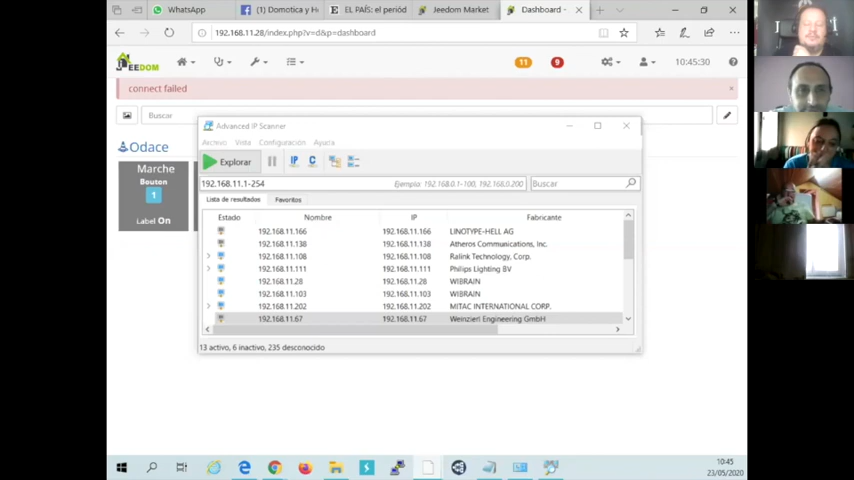 WhatsApp
(1) Domotica y H
EL PAÍS: el periód
Jeedom Market
Dashboard -
192.168.11.28/index.php?v=d&p=dashboard
JEEDOM
11
9
10:45:30
connect failed
Buscar
Odace
Marche
Bouton
1
Label On
Advanced IP Scanner
Archivo Vista Configuración Ayuda
Explorar
IP C
192.168.11.1-254
Ejemplo: 192.168.0.1-100, 192.168.0.200
Buscar
Lista de resultados Favoritos
Estado Nombre IP Fabricante
192.168.11.166 192.168.11.166 LINOTYPE-HELL AG
192.168.11.138 192.168.11.138 Atheros Communications, Inc.
192.168.11.108 192.168.11.108 Ralink Technology, Corp.
192.168.11.111 192.168.11.111 Philips Lighting BV
192.168.11.28 192.168.11.28 WIBRAIN
192.168.11.103 192.168.11.103 WIBRAIN
192.168.11.202 192.168.11.202 MITAC INTERNATIONAL CORP.
192.168.11.67 192.168.11.67 Weinzierl Engineering GmbH
13 activo, 6 inactivo, 235 desconocido
10:45
23/05/2020